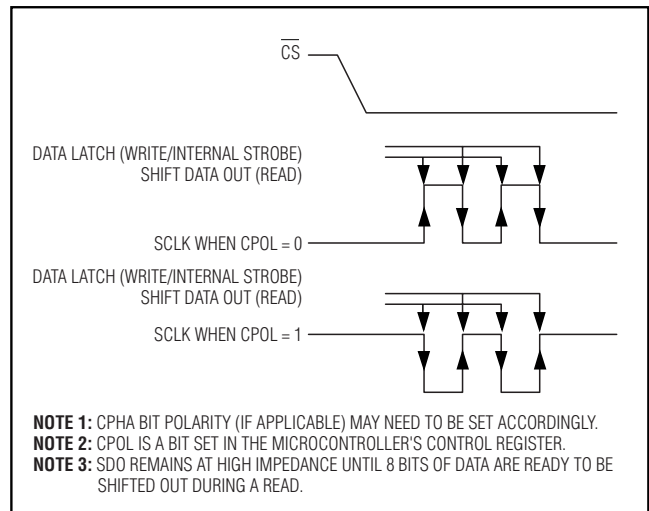 CS
DATA LATCH (WRITE/INTERNAL STROBE)
SHIFT DATA OUT (READ)
SCLK WHEN CPOL = 0
DATA LATCH (WRITE/INTERNAL STROBE)
SHIFT DATA OUT (READ)
SCLK WHEN CPOL = 1
NOTE 1: CPHA BIT POLARITY (IF APPLICABLE) MAY NEED TO BE SET ACCORDINGLY.
NOTE 2: CPOL IS A BIT SET IN THE MICROCONTROLLER'S CONTROL REGISTER.
NOTE 3: SDO REMAINS AT HIGH IMPEDANCE UNTIL 8 BITS OF DATA ARE READY TO BE
SHIFTED OUT DURING A READ.